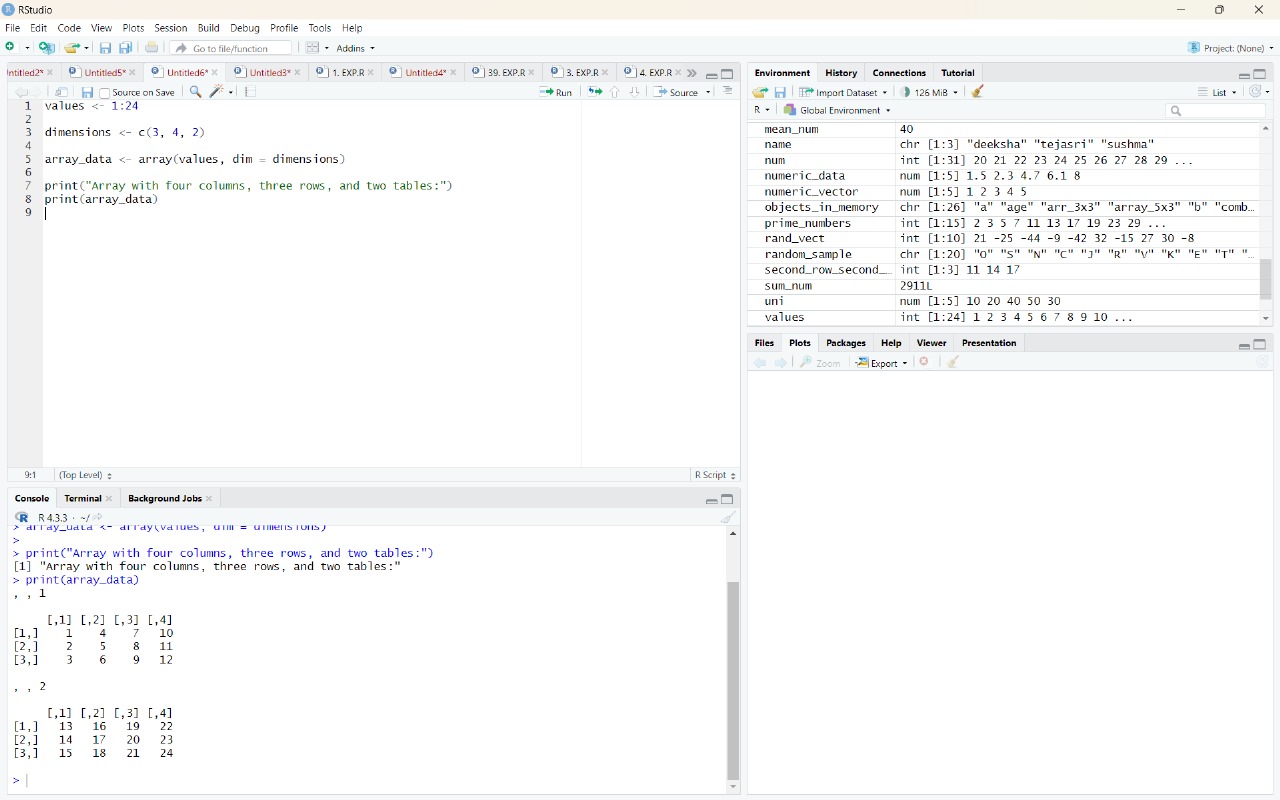 RStudio
File Edit Code View Plots Session Build Debug Profile Tools Help
Go to file/function Addins Project: (None)
Untitled5* Untitled6* Untitled3* 1. EXP.R Untitled4* 39. EXP.R 3. EXP.R 4. EXP.R
Source on Save Run Source
1 values <- 1:24
2
3 dimensions <- c(3, 4, 2)
4
5 array_data <- array(values, dim = dimensions)
6
7 print("Array with four columns, three rows, and two tables:")
8 print(array_data)
9
9:1 (Top Level) R Script
Console Terminal Background Jobs
R 4.3.3 · ~/
> array_data <- array(values, dim = dimensions)
>
> print("Array with four columns, three rows, and two tables:")
[1] "Array with four columns, three rows, and two tables:"
> print(array_data)
, , 1
[,1] [,2] [,3] [,4]
[1,] 1 4 7 10
[2,] 2 5 8 11
[3,] 3 6 9 12
, , 2
[,1] [,2] [,3] [,4]
[1,] 13 16 19 22
[2,] 14 17 20 23
[3,] 15 18 21 24
>
Environment History Connections Tutorial
Import Dataset 126 MiB List
R Global Environment
mean_num 40
name chr [1:3] "deeksha" "tejasri" "sushma"
num int [1:31] 20 21 22 23 24 25 26 27 28 29 ...
numeric_data num [1:5] 1.5 2.3 4.7 6.1 8
numeric_vector num [1:5] 1 2 3 4 5
objects_in_memory chr [1:26] "a" "age" "arr_3x3" "array_5x3" "b" "comb…
prime_numbers int [1:15] 2 3 5 7 11 13 17 19 23 29 ...
rand_vect int [1:10] 21 -25 -44 -9 -42 32 -15 27 30 -8
random_sample chr [1:20] "O" "S" "N" "C" "J" "R" "V" "K" "E" "T" "…
second_row_second_… int [1:3] 11 14 17
sum_num 2911L
uni num [1:5] 10 20 40 50 30
values int [1:24] 1 2 3 4 5 6 7 8 9 10 ...
Files Plots Packages Help Viewer Presentation
Zoom Export